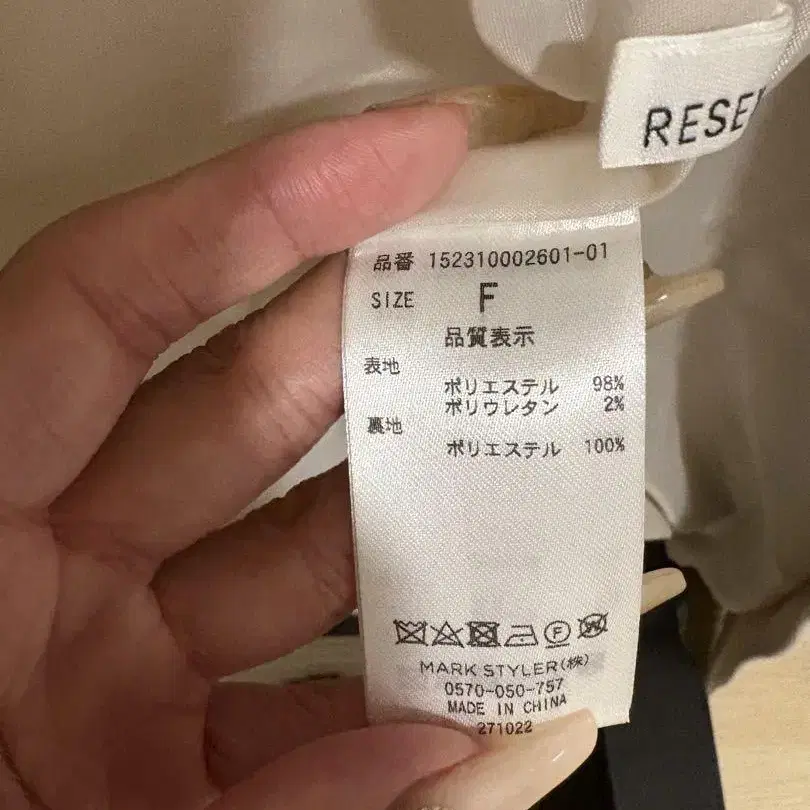 RESE
品番 152310002601-01
SIZE F
品質表示
表地
ポリエステル 98%
ポリウレタン 2%
裏地
ポリエステル 100%
F W
MARK STYLER(株)
0570-050-757
MADE IN CHINA
271022